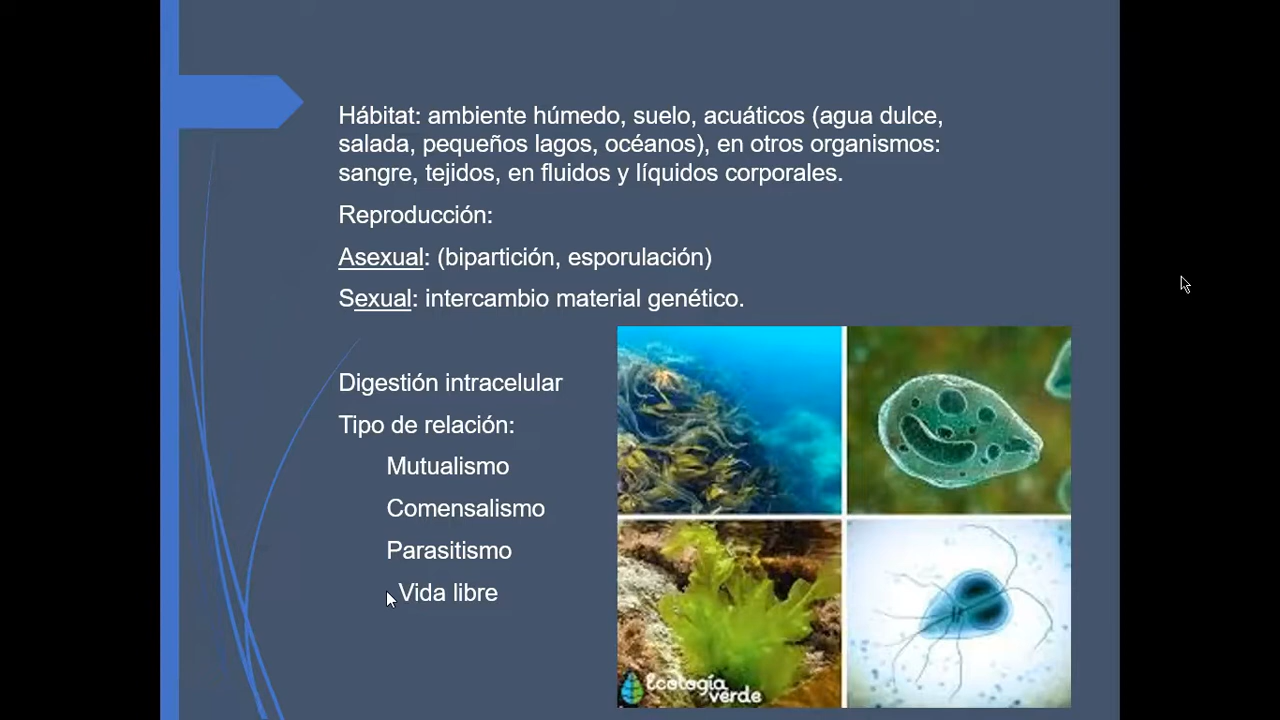 Hábitat: ambiente húmedo, suelo, acuáticos (agua dulce,
salada, pequeños lagos, océanos), en otros organismos:
sangre, tejidos, en fluidos y líquidos corporales.
Reproducción:
Asexual: (bipartición, esporulación)
Sexual: intercambio material genético.
Digestión intracelular
Tipo de relación:
Mutualismo
Comensalismo
Parasitismo
Vida libre
Ecología
verde